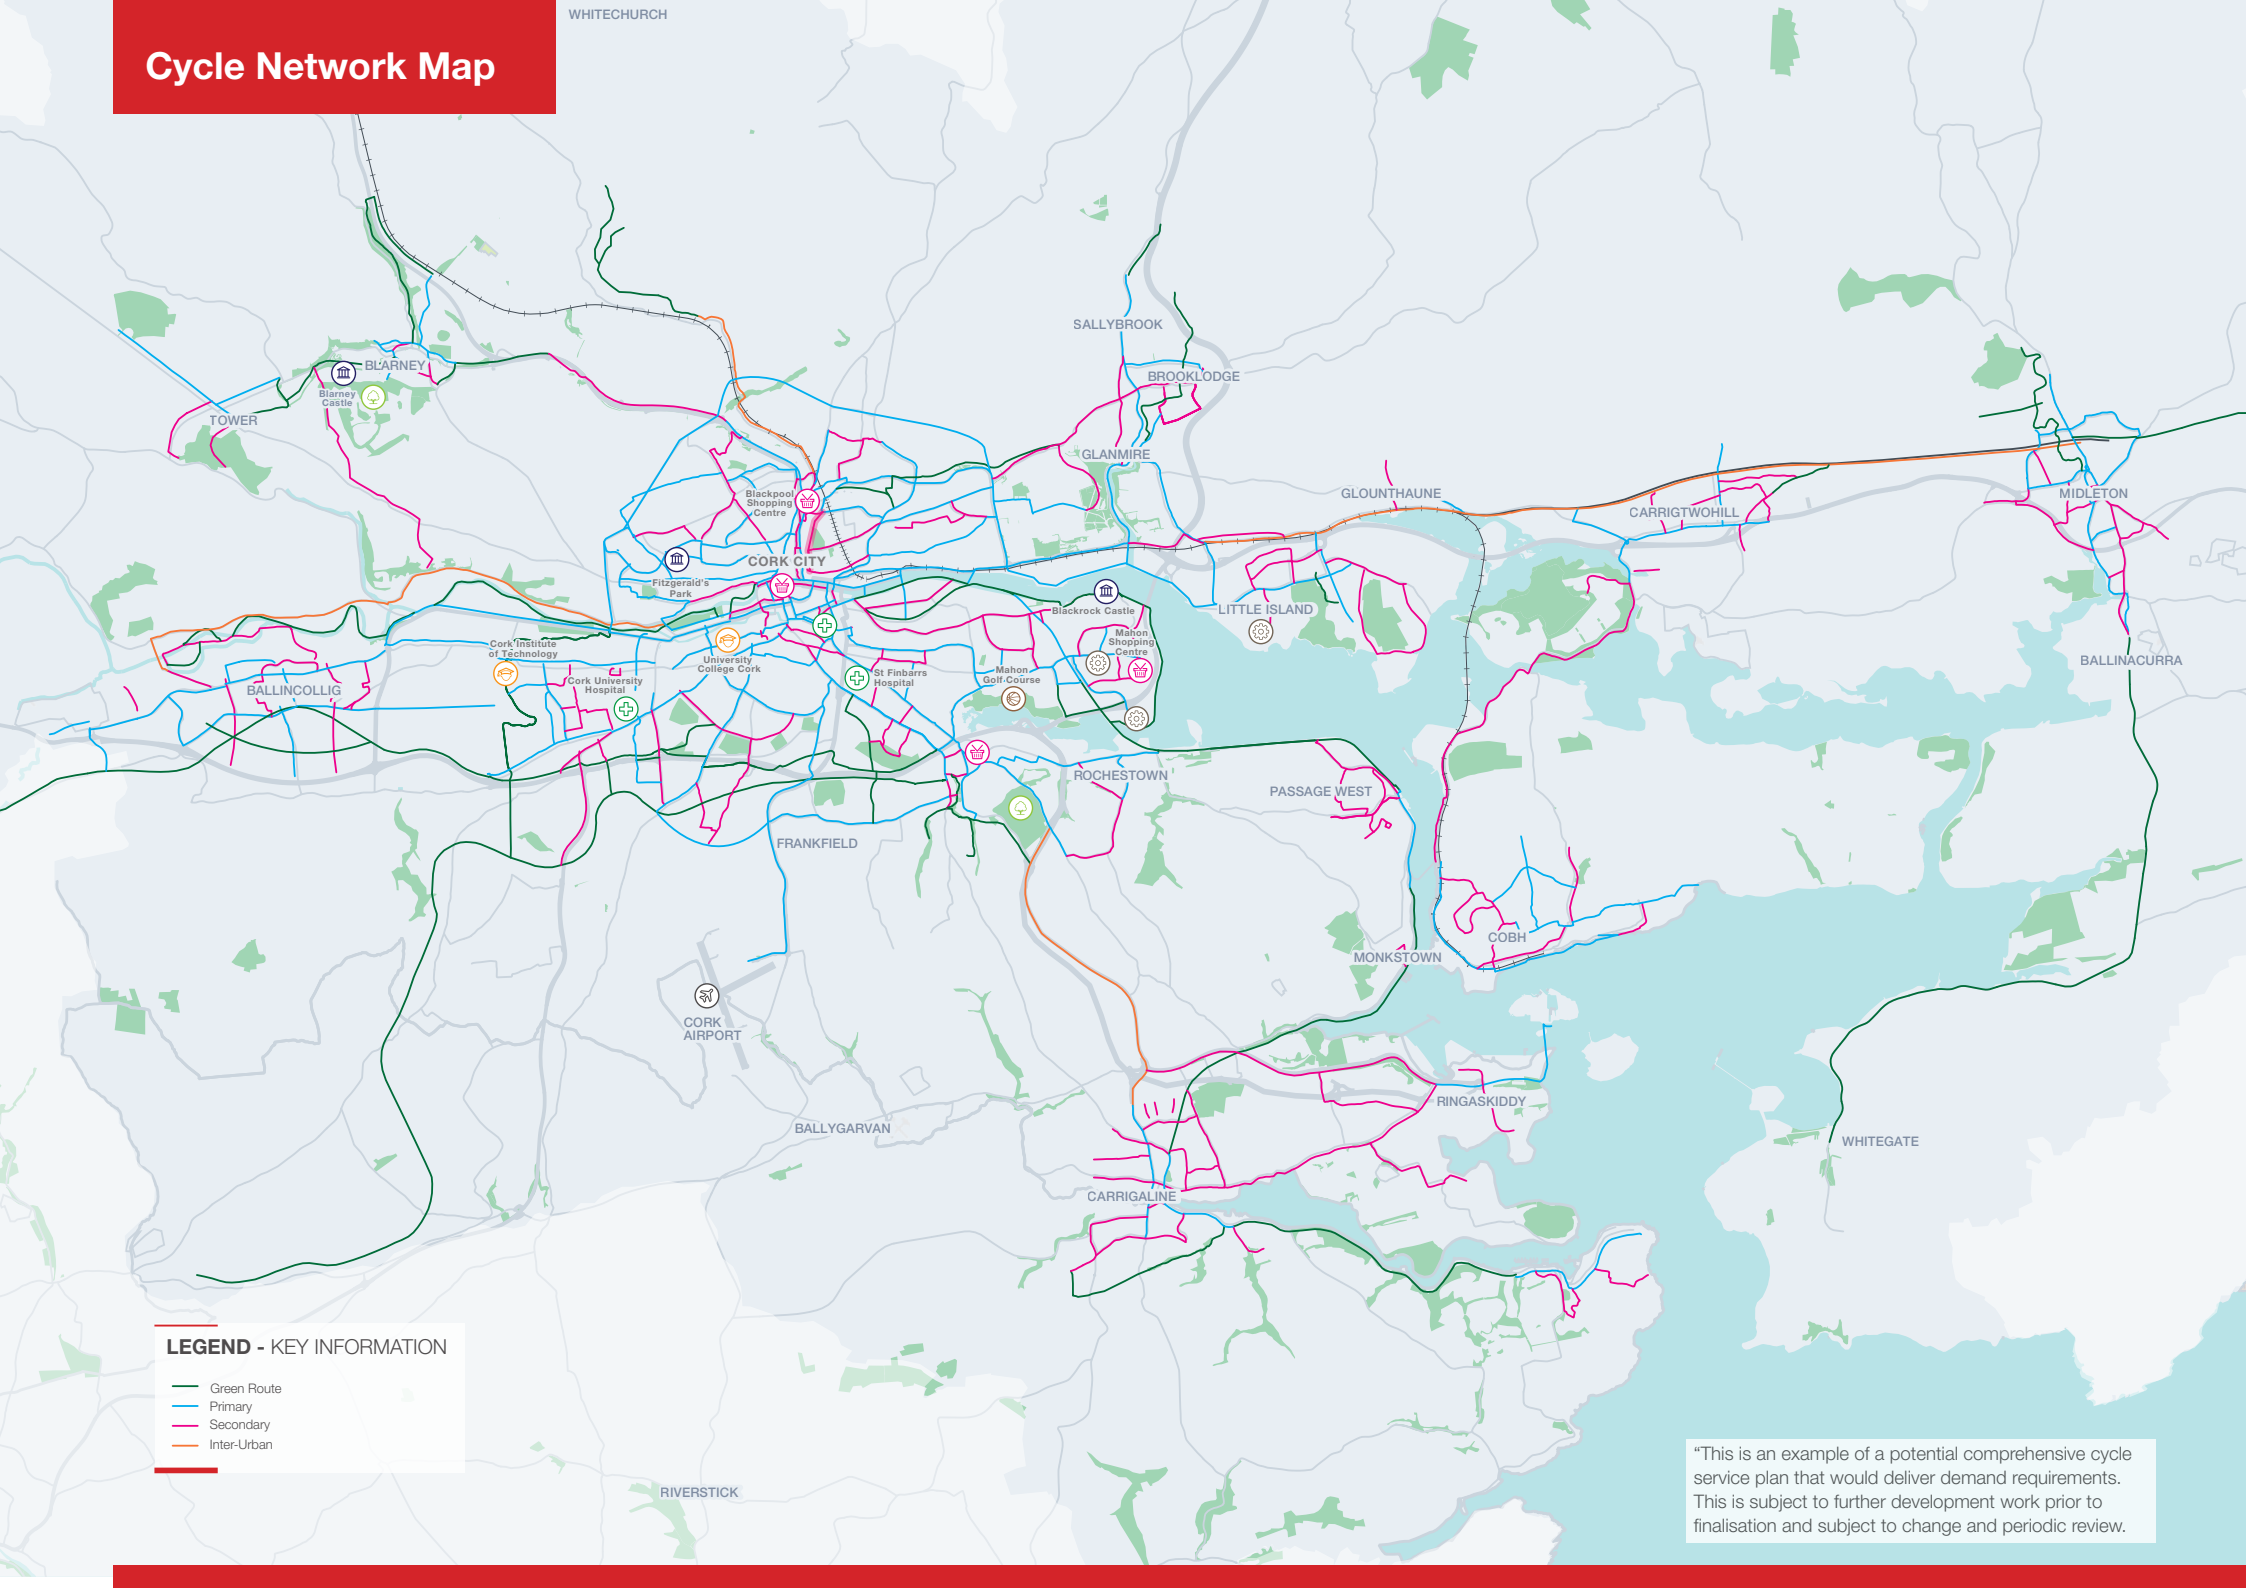 WHITECHURCH
Cycle Network Map
SALLYBROOK
BLARNEY
BROOKLODGE
Blarney
Castle
TOWER
GLANMIRE
Blackpool
Shopping
Centre
GLOUNTHAUNE
MIDLETON
CARRIGTWOHILL
CORK CITY
Fitzgerald's
Park
Blackrock Castle
LITTLE ISLAND
Mahon
Shopping
Centre
Cork Institute
of Technology
University
College Cork
BALLINACURRA
Mahon
Golf Course
St Finbarrs
Hospital
Cork University
Hospital
BALLINCOLLIG
ROCHESTOWN
PASSAGE WEST
FRANKFIELD
COBH
MONKSTOWN
CORK
AIRPORT
RINGASKIDDY
BALLYGARVAN
WHITEGATE
CARRIGALINE
LEGEND - KEY INFORMATION
Green Route
Primary
Secondary
Inter-Urban
RIVERSTICK
“This is an example of a potential comprehensive cycle
service plan that would deliver demand requirements.
This is subject to further development work prior to
finalisation and subject to change and periodic review.